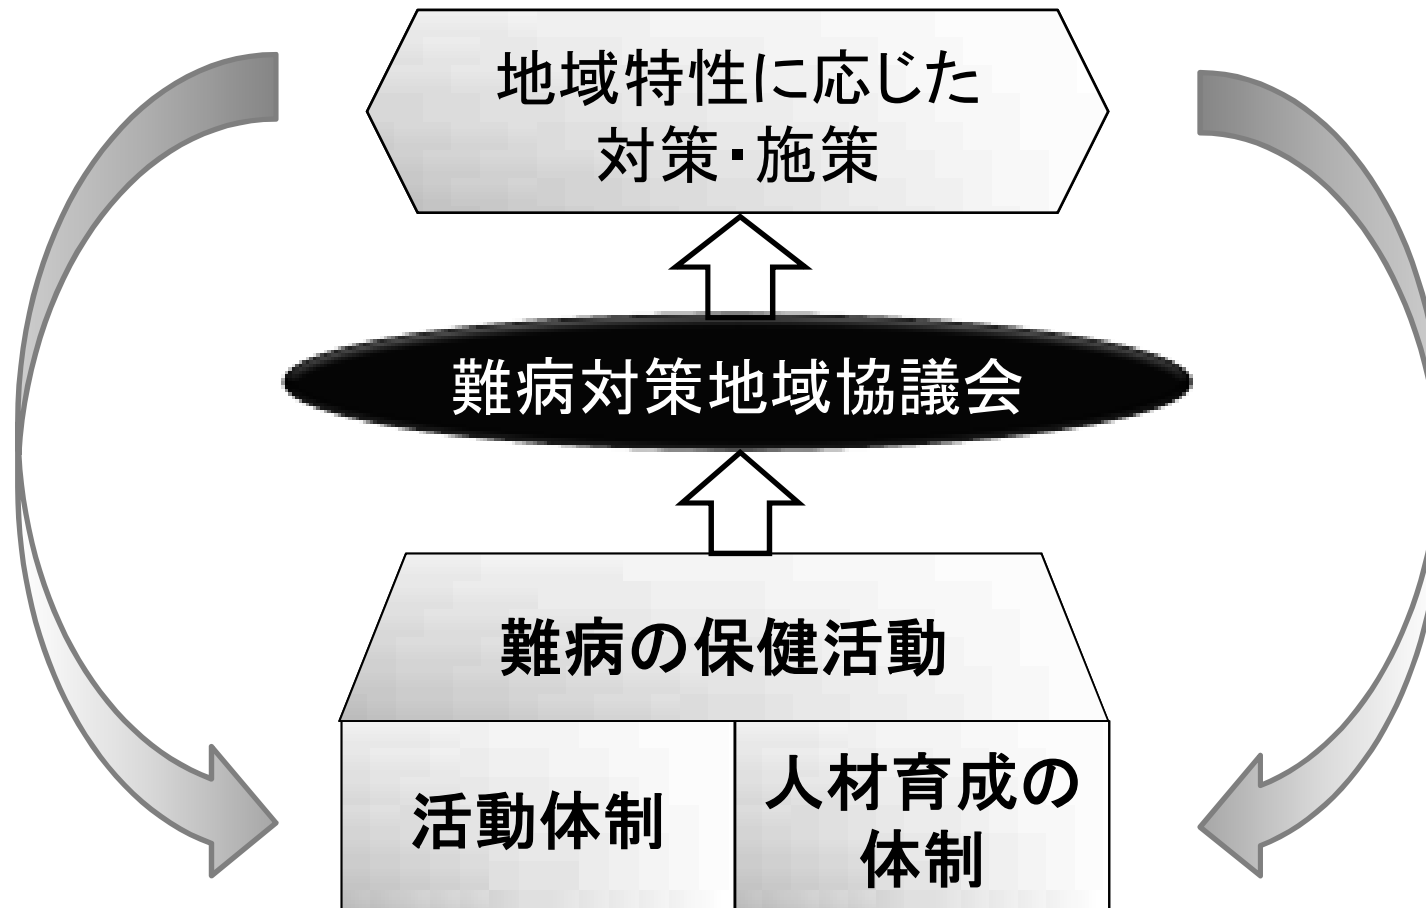 地域特性に応じた
対策・施策
難病対策地域協議会
難病の保健活動
活動体制
人材育成の
体制